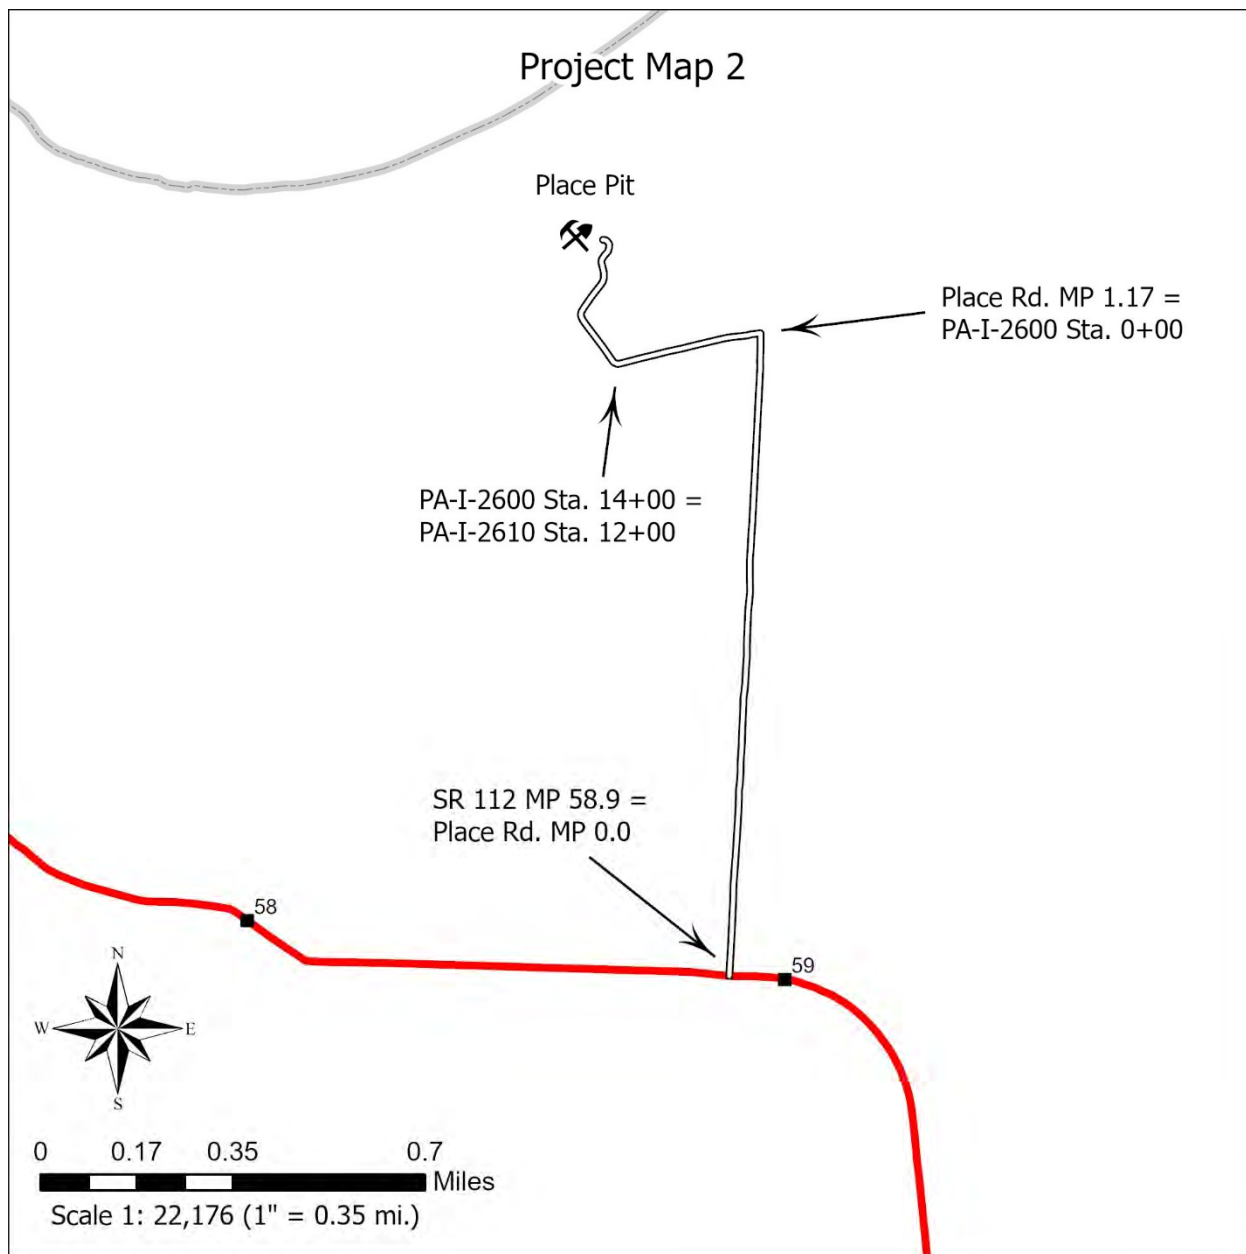 Project Map 2
Place Pit
Place Rd. MP 1.17 =
PA-I-2600 Sta. 0+00
PA-I-2600 Sta. 14+00 =
PA-I-2610 Sta. 12+00
SR 112 MP 58.9 =
Place Rd. MP 0.0
58
59
N
W
E
S
0 0.17 0.35 0.7
Miles
Scale 1: 22,176 (1" = 0.35 mi.)